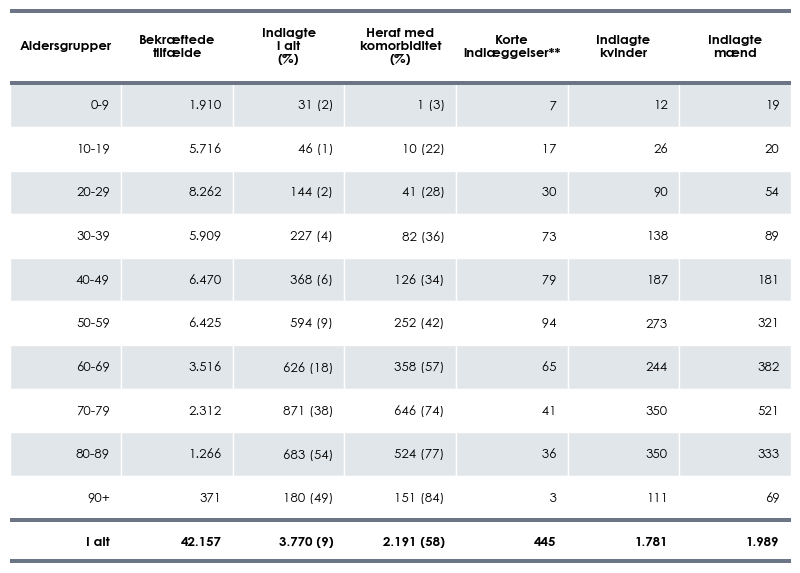 Aldersgrupper Bekræftede tilfælde Indlagte I alt (%) Heraf med komorbiditet (%) Korte indlæggelser** Indlagte kvinder Indlagte mænd
0-9 1.910 31 (2) 1 (3) 7 12 19
10-19 5.716 46 (1) 10 (22) 17 26 20
20-29 8.262 144 (2) 41 (28) 30 90 54
30-39 5.909 227 (4) 82 (36) 73 138 89
40-49 6.470 368 (6) 126 (34) 79 187 181
50-59 6.425 594 (9) 252 (42) 94 273 321
60-69 3.516 626 (18) 358 (57) 65 244 382
70-79 2.312 871 (38) 646 (74) 41 350 521
80-89 1.266 683 (54) 524 (77) 36 350 333
90+ 371 180 (49) 151 (84) 3 111 69
I alt 42.157 3.770 (9) 2.191 (58) 445 1.781 1.989